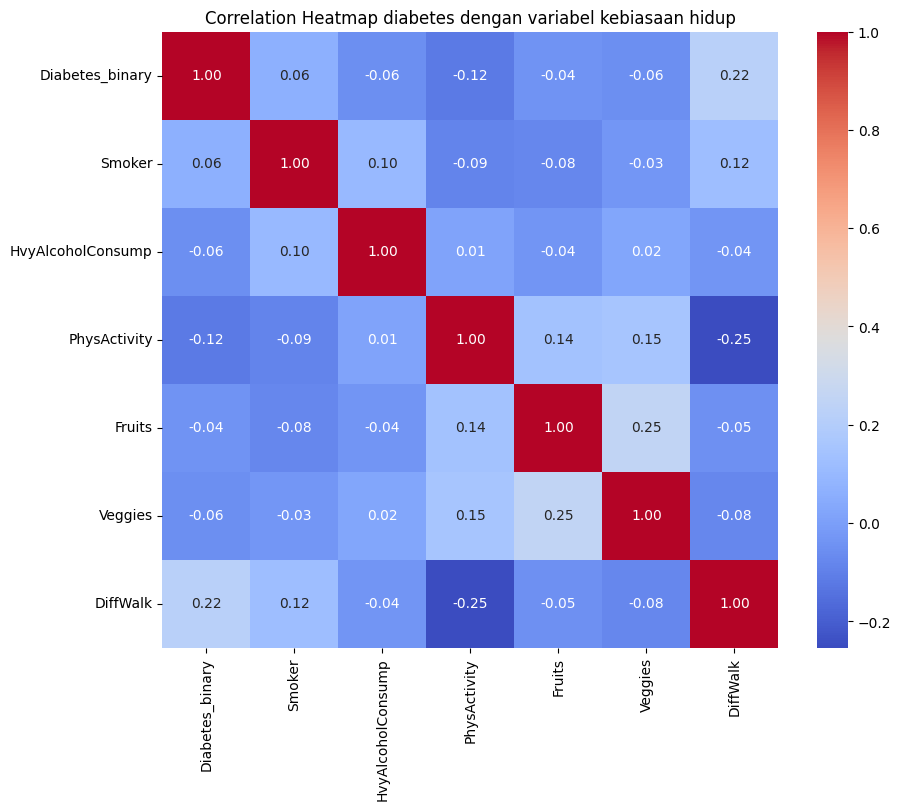 Correlation Heatmap diabetes dengan variabel kebiasaan hidup
Diabetes_binary 1.00 0.06 -0.06 -0.12 -0.04 -0.06 0.22
Smoker 0.06 1.00 0.10 -0.09 -0.08 -0.03 0.12
HvyAlcoholConsump -0.06 0.10 1.00 0.01 -0.04 0.02 -0.04
PhysActivity -0.12 -0.09 0.01 1.00 0.14 0.15 -0.25
Fruits -0.04 -0.08 -0.04 0.14 1.00 0.25 -0.05
Veggies -0.06 -0.03 0.02 0.15 0.25 1.00 -0.08
DiffWalk 0.22 0.12 -0.04 -0.25 -0.05 -0.08 1.00
Diabetes_binary
Smoker
HvyAlcoholConsump
PhysActivity
Fruits
Veggies
DiffWalk
1.0
0.8
0.6
0.4
0.2
0.0
−0.2